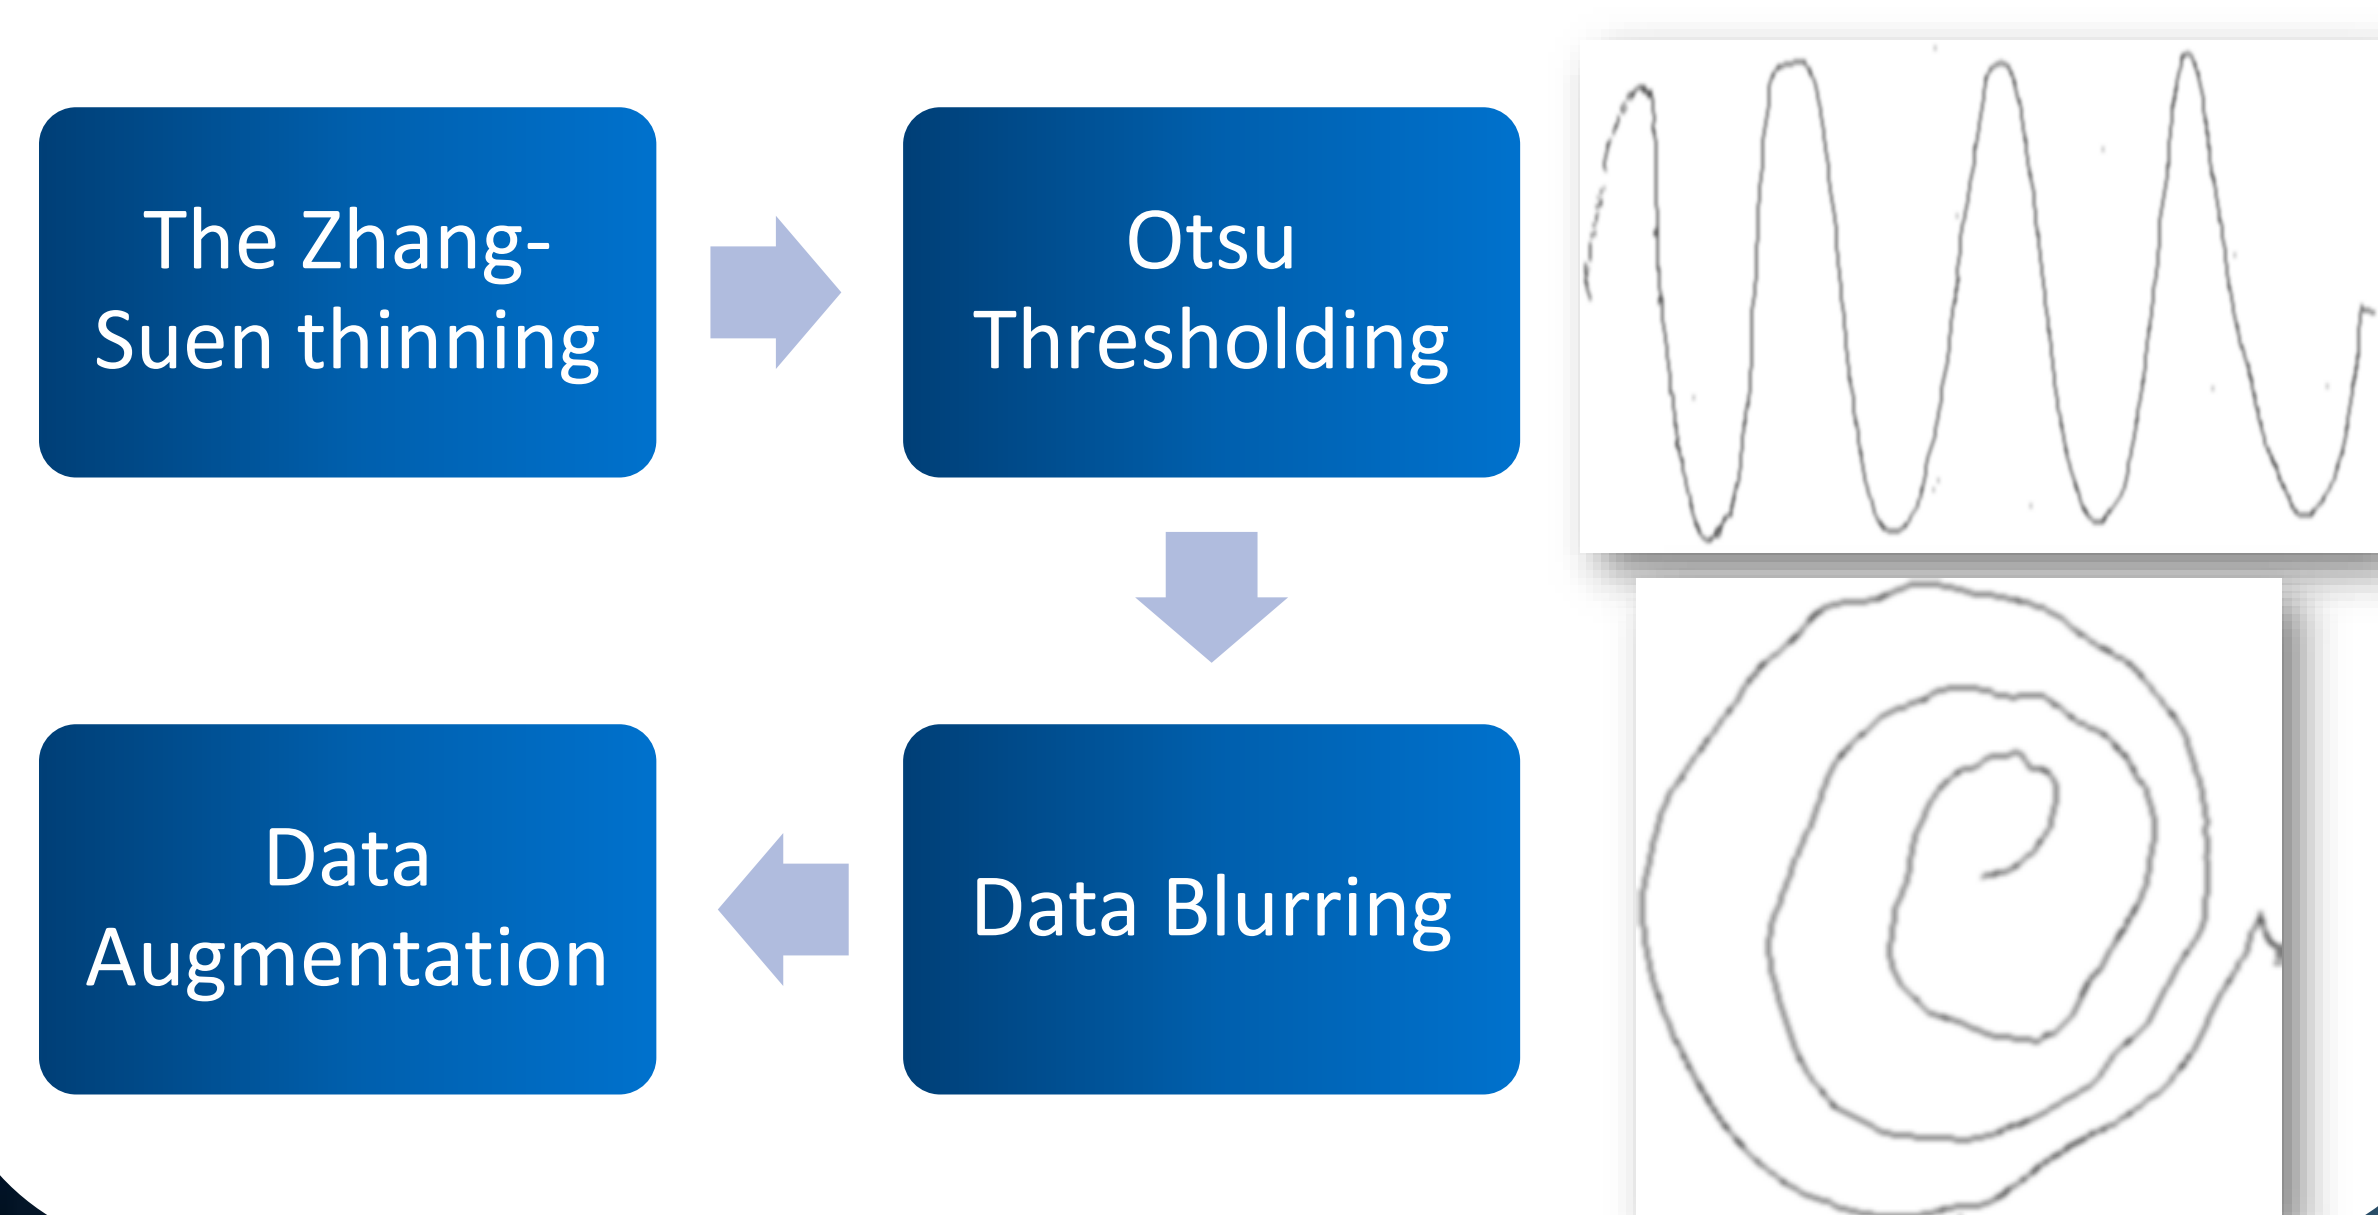 The Zhang-
Suen thinning
Otsu
Thresholding
Data Blurring
Data
Augmentation